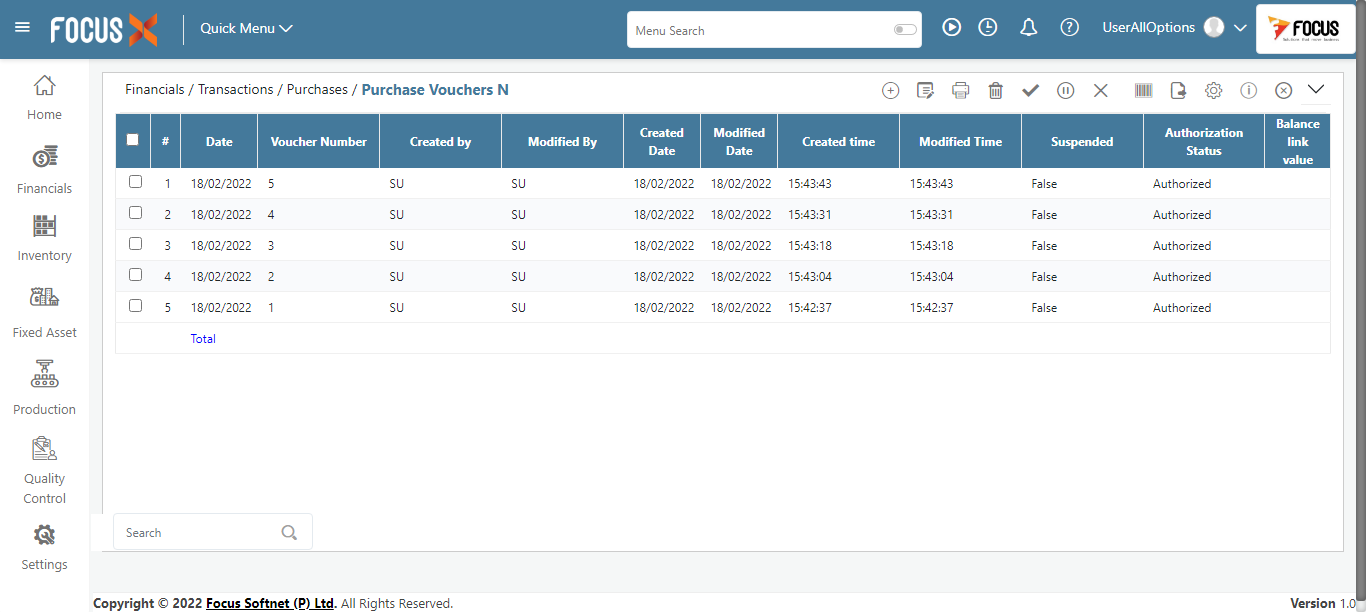 FOCUS X Quick Menu Menu Search UserAllOptions FOCUS
Home
Financials
Inventory
Fixed Asset
Production
Quality
Control
Settings
Financials / Transactions / Purchases / Purchase Vouchers N
# Date Voucher Number Created by Modified By Created Date Modified Date Created time Modified Time Suspended Authorization Status Balance link value
1 18/02/2022 5 SU SU 18/02/2022 18/02/2022 15:43:43 15:43:43 False Authorized
2 18/02/2022 4 SU SU 18/02/2022 18/02/2022 15:43:31 15:43:31 False Authorized
3 18/02/2022 3 SU SU 18/02/2022 18/02/2022 15:43:18 15:43:18 False Authorized
4 18/02/2022 2 SU SU 18/02/2022 18/02/2022 15:43:04 15:43:04 False Authorized
5 18/02/2022 1 SU SU 18/02/2022 18/02/2022 15:42:37 15:42:37 False Authorized
Total
Search
Copyright © 2022 Focus Softnet (P) Ltd. All Rights Reserved. Version 1.0